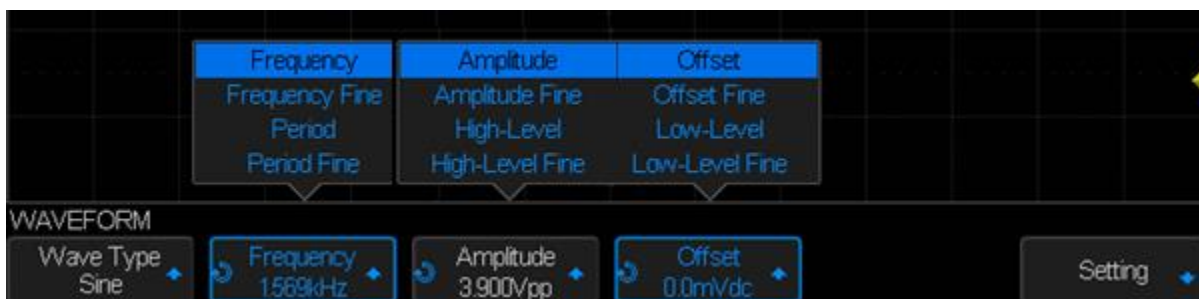 Frequency Amplitude Offset
Frequency Fine Amplitude Fine Offset Fine
Period High-Level Low-Level
Period Fine High-Level Fine Low-Level Fine
WAVEFORM
Wave Type Frequency Amplitude Offset Setting
Sine 1.569kHz 3.900Vpp 0.0mVdc